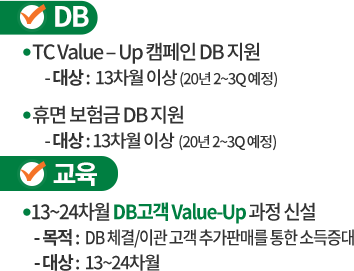 DB
•TC Value – Up 캠페인 DB 지원
- 대상 : 13차월 이상 (20년 2~3Q 예정)
•휴면 보험금 DB 지원
- 대상 : 13차월 이상 (20년 2~3Q 예정)
교육
•13~24차월 DB고객 Value-Up 과정 신설
- 목적 : DB 체결/이관 고객 추가판매를 통한 소득증대
- 대상 : 13~24차월